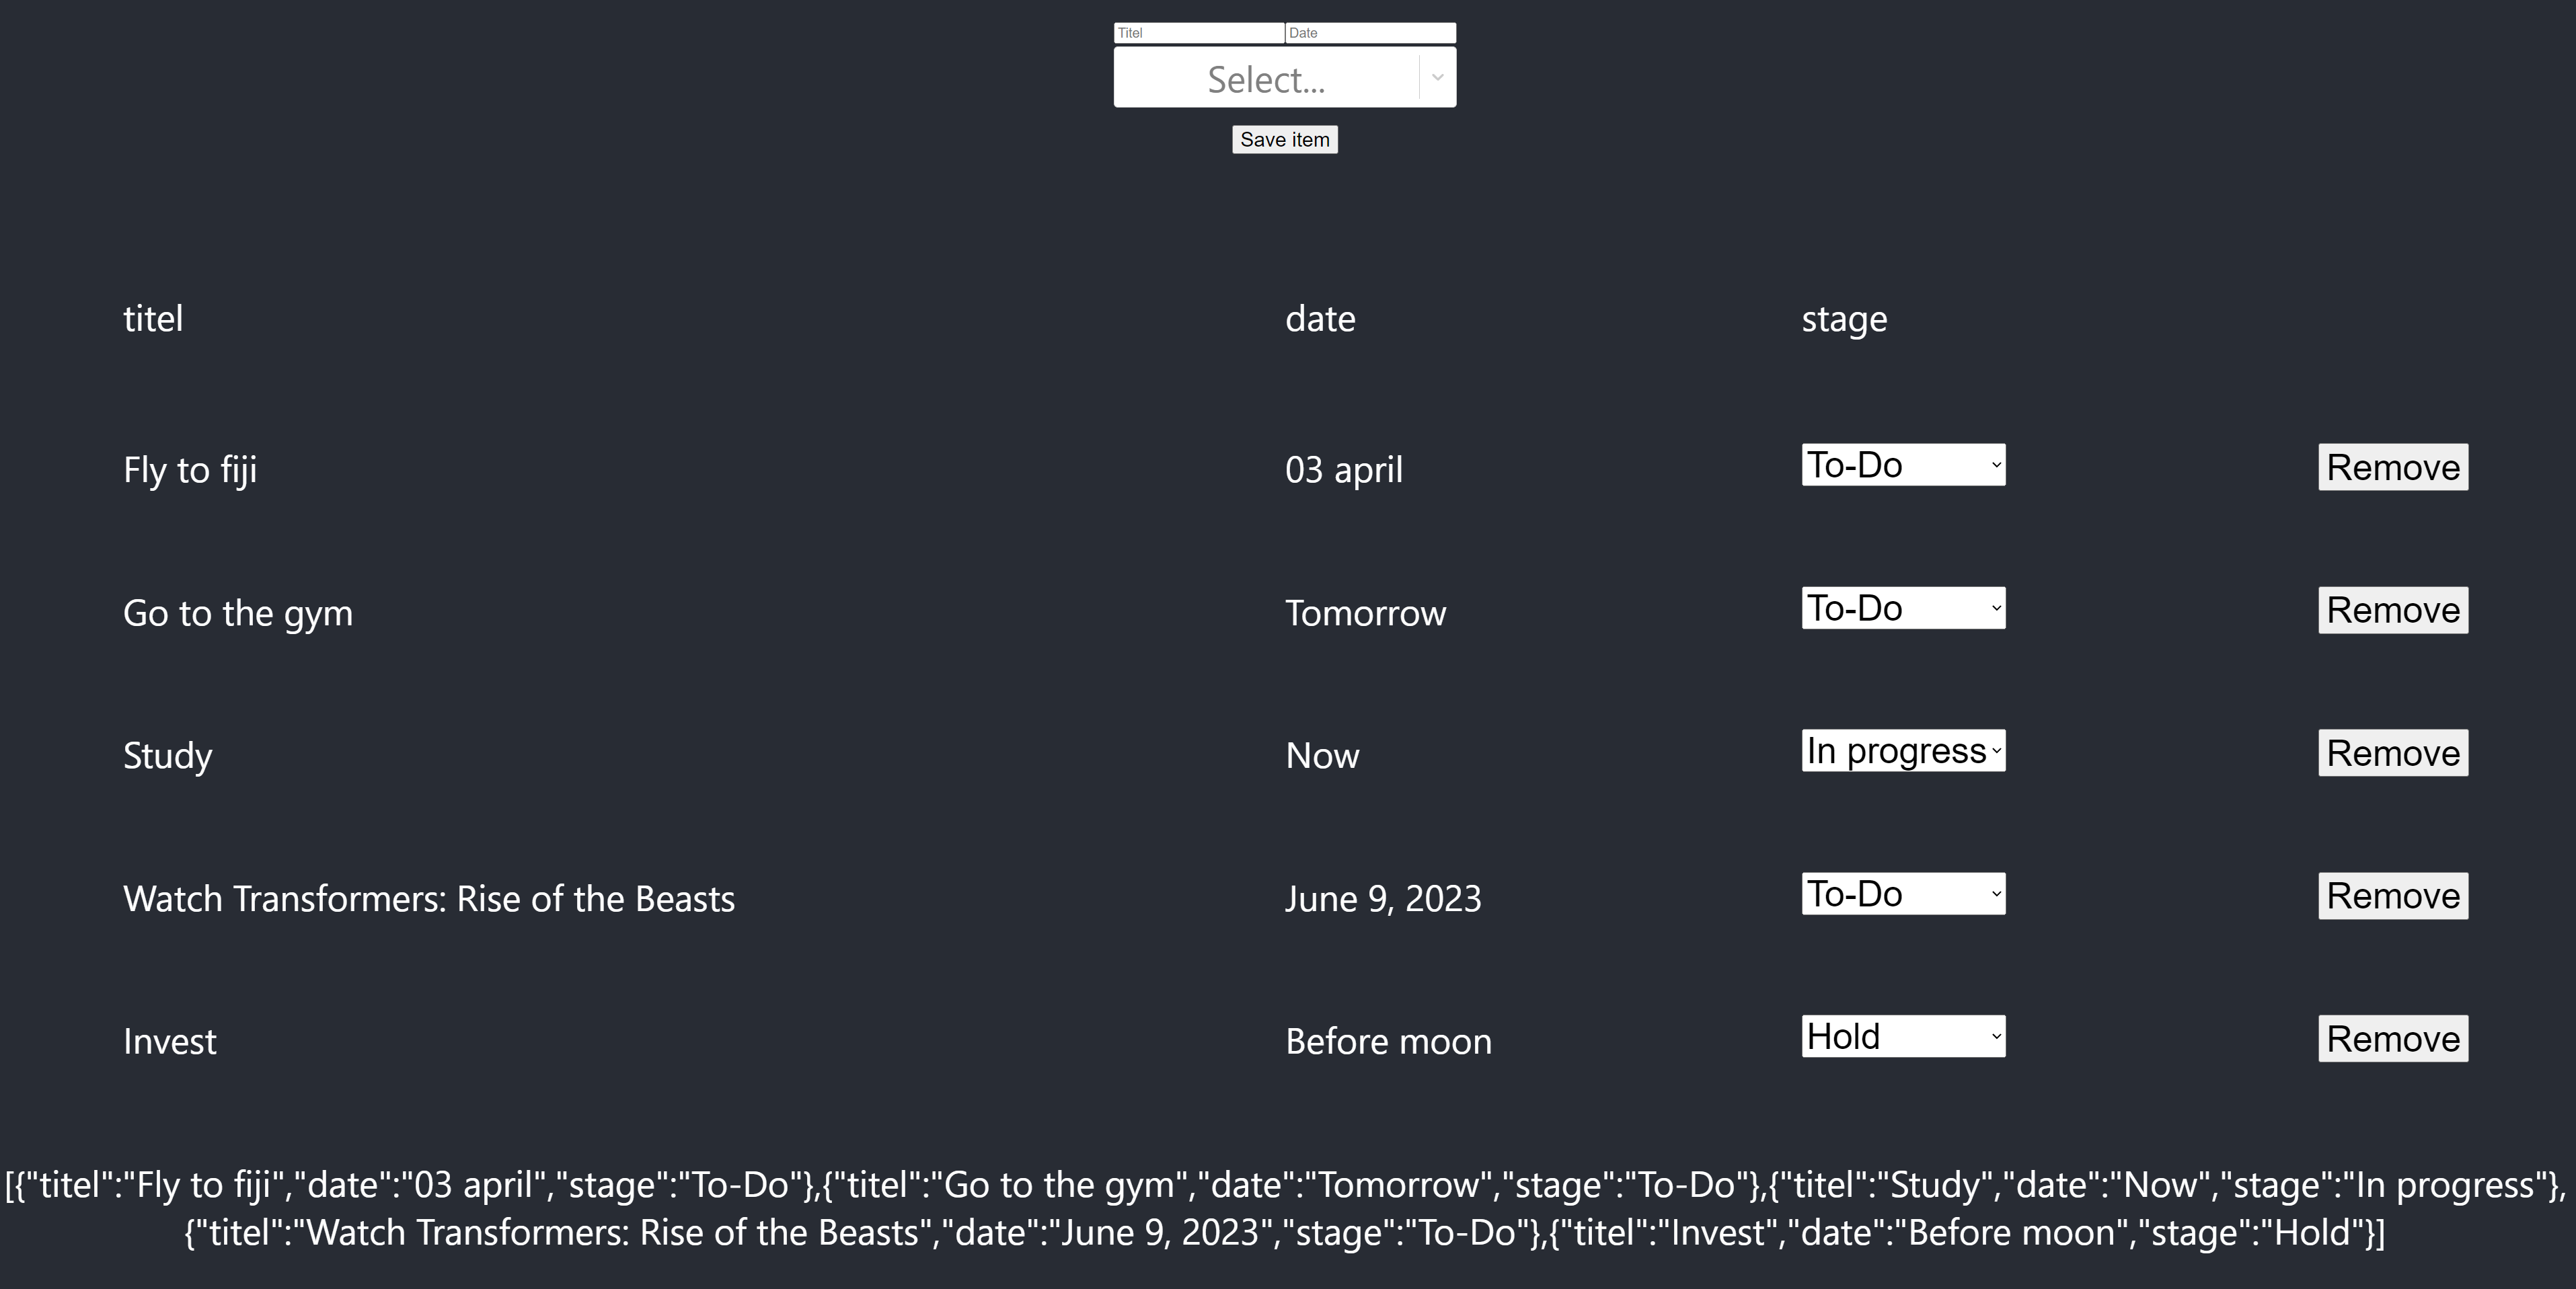 Titel Date
Select...
Save item
titel date stage
Fly to fiji 03 april To-Do Remove
Go to the gym Tomorrow To-Do Remove
Study Now In progress Remove
Watch Transformers: Rise of the Beasts June 9, 2023 To-Do Remove
Invest Before moon Hold Remove
[{"titel":"Fly to fiji","date":"03 april","stage":"To-Do"},{"titel":"Go to the gym","date":"Tomorrow","stage":"To-Do"},{"titel":"Study","date":"Now","stage":"In progress"},
{"titel":"Watch Transformers: Rise of the Beasts","date":"June 9, 2023","stage":"To-Do"},{"titel":"Invest","date":"Before moon","stage":"Hold"}]